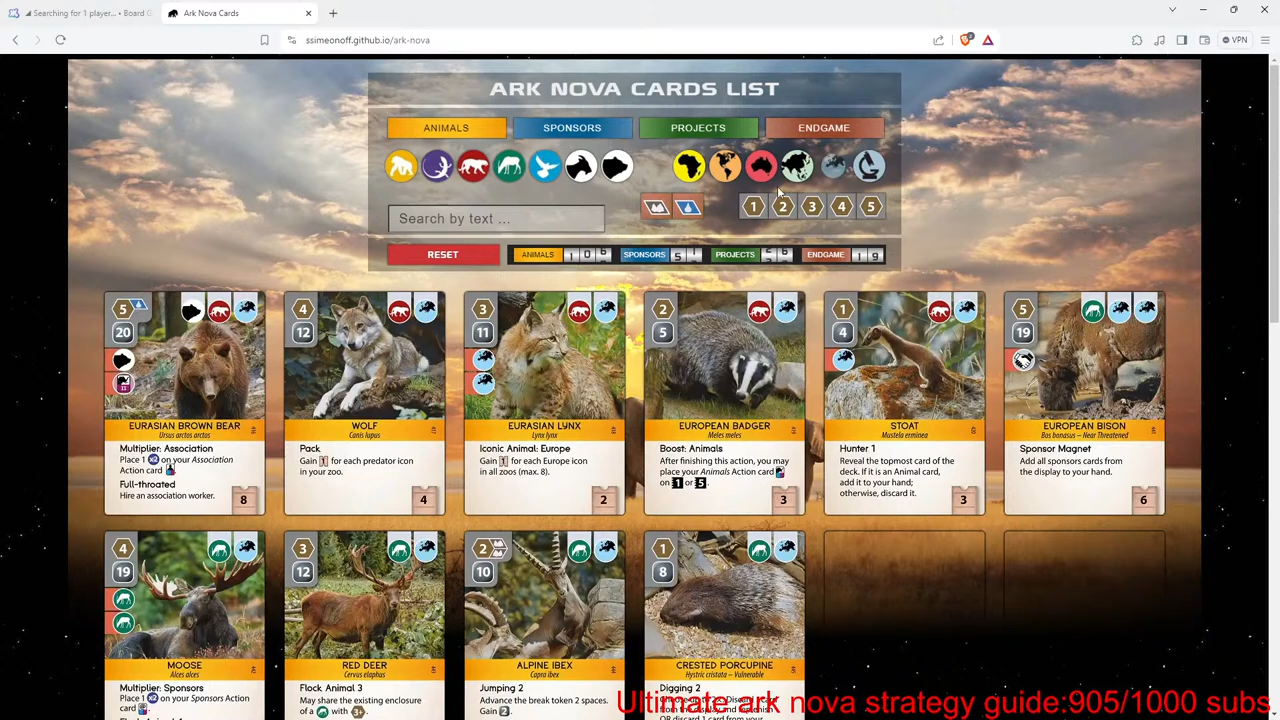 Searching for 1 player... • Board G
Ark Nova Cards
ssimeonoff.github.io/ark-nova
VPN
ARK NOVA CARDS LIST
ANIMALS
SPONSORS
PROJECTS
ENDGAME
1 2 3 4 5
Search by text ...
RESET
ANIMALS
SPONSORS
PROJECTS
ENDGAME 19
5
20
EURASIAN BROWN BEAR
Ursus arctos arctos
Multiplier: Association
Place 1 x2 on your Association
Action card
Full-throated
Hire an association worker.
8
4
12
WOLF
Canis lupus
Pack
Gain 1 for each predator icon
in your zoo.
4
3
11
EURASIAN LYNX
Lynx lynx
Iconic Animal: Europe
Gain 1 for each Europe icon
in all zoos (max. 8).
2
2
5
EUROPEAN BADGER
Meles meles
Boost: Animals
After finishing this action, you may
place your Animals Action card
on 1 or 5.
3
1
4
STOAT
Mustela erminea
Hunter 1
Reveal the topmost card of the
deck. If it is an Animal card,
add it to your hand;
otherwise, discard it.
3
5
19
EUROPEAN BISON
Bos bonasus – Near Threatened
Sponsor Magnet
Add all sponsors cards from
the display to your hand.
6
4
19
MOOSE
Alces alces
Multiplier: Sponsors
Place 1 x2 on your Sponsors Action
card
3
12
RED DEER
Cervus elaphus
Flock Animal 3
May share the existing enclosure
of a with 3+.
2
10
ALPINE IBEX
Capra ibex
Jumping 2
Advance the break token 2 spaces.
Gain 2.
1
8
CRESTED PORCUPINE
Hystric cristata – Vulnerable
Digging 2
OR discard 1 card from your
Ultimate ark nova strategy guide:905/1000 subs